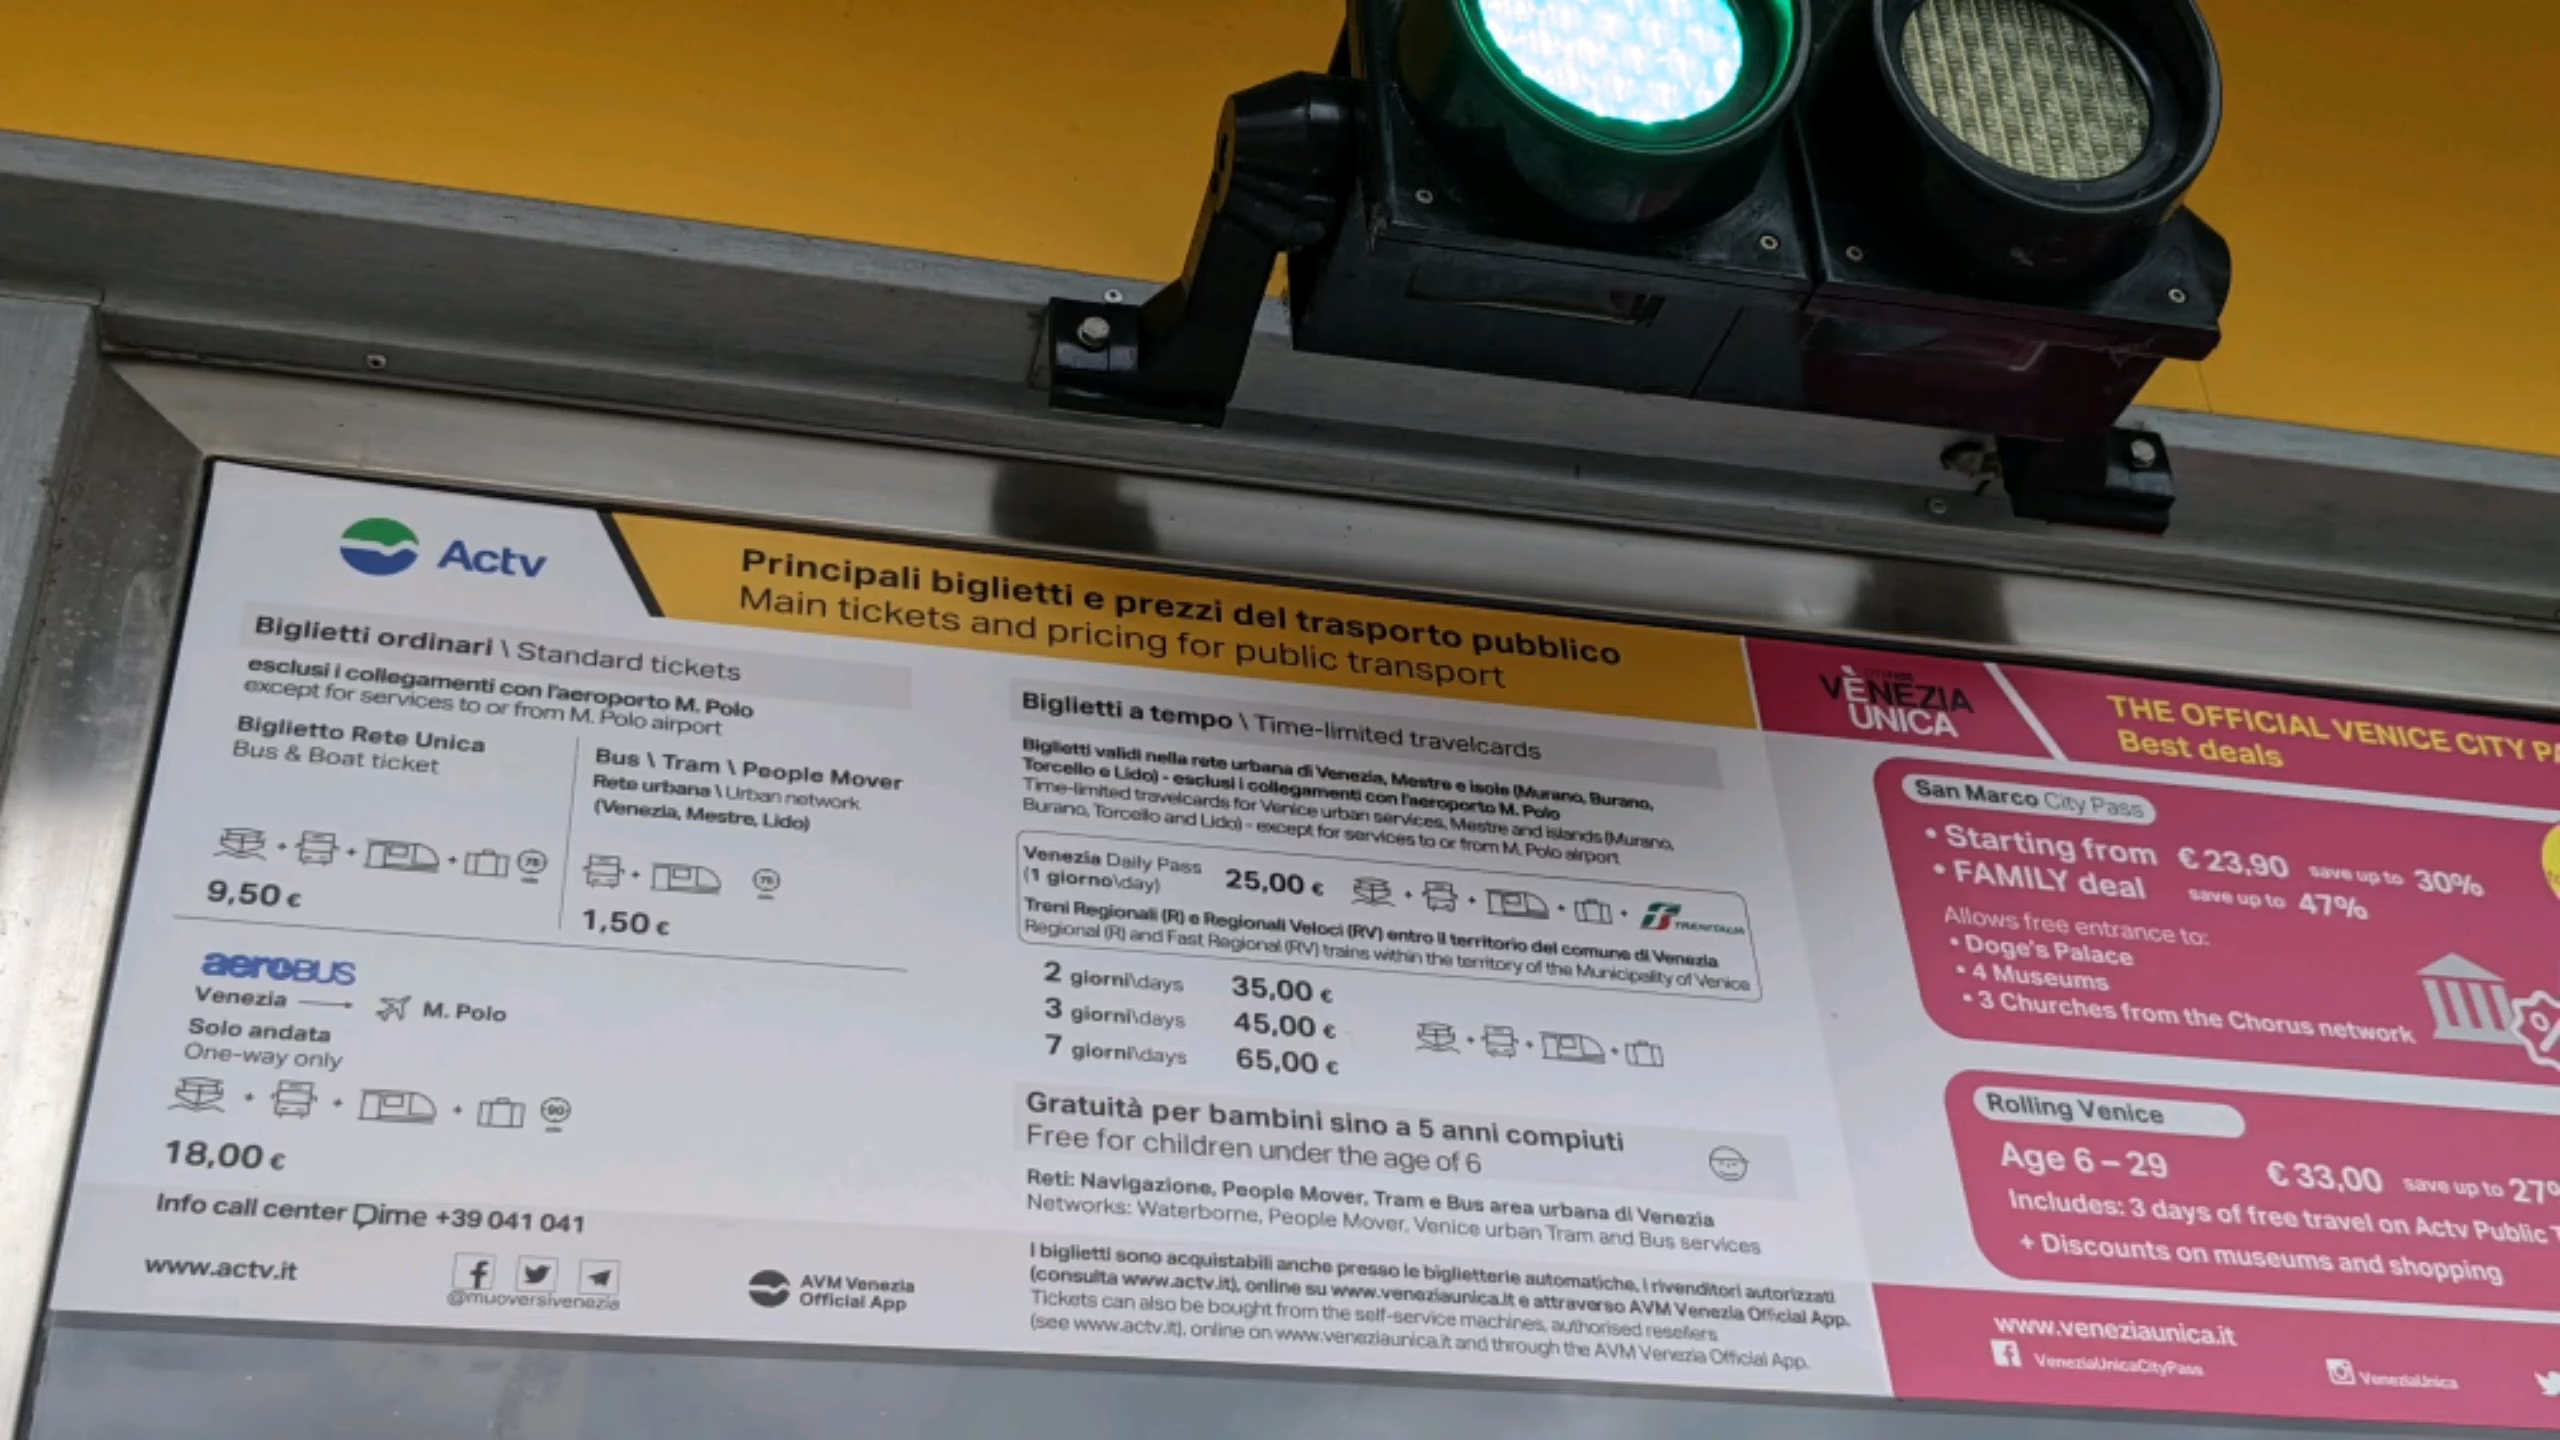 Actv
Principali biglietti e prezzi del trasporto pubblico
Main tickets and pricing for public transport
Biglietti ordinari \ Standard tickets
esclusi i collegamenti con l'aeroporto M. Polo
except for services to or from M. Polo airport
Biglietto Rete Unica
Bus & Boat ticket
75
9,50 €
Bus \ Tram \ People Mover
Rete urbana \ Urban network
(Venezia, Mestre, Lido)
75
1,50 €
aeroBUS
Venezia M. Polo
Solo andata
One-way only
90
18,00 €
Info call center Dime +39 041 041
www.actv.it
@muoversivenezia
AVM Venezia
Official App
Biglietti a tempo \ Time-limited travelcards
Biglietti validi nella rete urbana di Venezia, Mestre e isole (Murano, Burano,
Torcello e Lido) - esclusi i collegamenti con l'aeroporto M. Polo
Time-limited travelcards for Venice urban services, Mestre and islands (Murano,
Burano, Torcello and Lido) - except for services to or from M. Polo airport
Venezia Daily Pass
(1 giorno\day)
25,00 €
TRENITALIA
Treni Regionali (R) e Regionali Veloci (RV) entro il territorio del comune di Venezia
Regional (R) and Fast Regional (RV) trains within the territory of the Municipality of Venice
2 giorni\days 35,00 €
3 giorni\days 45,00 €
7 giorni\days 65,00 €
Gratuità per bambini sino a 5 anni compiuti
Free for children under the age of 6
Reti: Navigazione, People Mover, Tram e Bus area urbana di Venezia
Networks: Waterborne, People Mover, Venice urban Tram and Bus services
I biglietti sono acquistabili anche presso le biglietterie automatiche, i rivenditori autorizzati
(consulta www.actv.it), online su www.veneziaunica.it e attraverso AVM Venezia Official App.
Tickets can also be bought from the self-service machines, authorised resellers
(see www.actv.it), online on www.veneziaunica.it and through the AVM Venezia Official App.
VÈNEZIA
UNICA
THE OFFICIAL VENICE CITY PA
Best deals
San Marco City Pass
• Starting from € 23,90 save up to 30%
• FAMILY deal save up to 47%
Allows free entrance to:
• Doge's Palace
• 4 Museums
• 3 Churches from the Chorus network
%
Rolling Venice
Age 6 – 29 € 33,00 save up to 27%
Includes: 3 days of free travel on Actv Public T
+ Discounts on museums and shopping
www.veneziaunica.it
VeneziaUnicaCityPass
VeneziaUnica